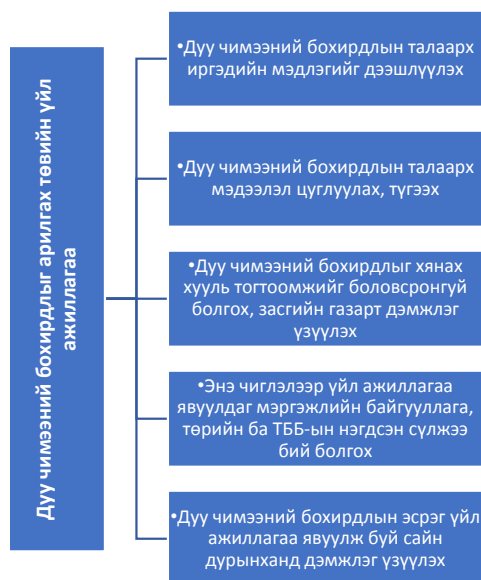 Дуу чимээний бохирдлыг арилгах төвийн үйл
ажиллагаа
•Дуу чимээний бохирдлын талаарх
иргэдийн мэдлэгийг дээшлүүлэх
•Дуу чимээний бохирдлын талаарх
мэдээлэл цуглуулах, түгээх
•Дуу чимээний бохирдлыг хянах
хууль тогтоомжийг боловсронгуй
болгох, засгийн газарт дэмжлэг
үзүүлэх
•Энэ чиглэлээр үйл ажиллагаа
явуулдаг мэргэжлийн байгууллага,
төрийн ба ТББ-ын нэгдсэн сүлжээ
бий болгох
•Дуу чимээний бохирдлын эсрэг үйл
ажиллагаа явуулж буй сайн
дурынханд дэмжлэг үзүүлэх